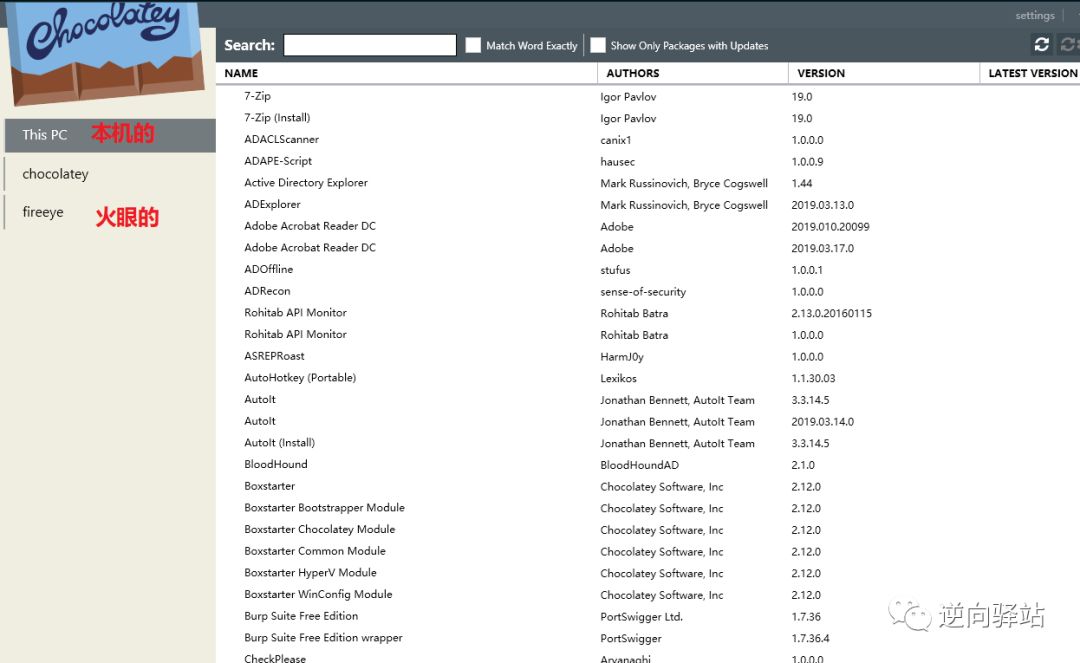 Chocolatey
settings
Search: Match Word Exactly Show Only Packages with Updates
NAME AUTHORS VERSION LATEST VERSION
This PC 本机的
chocolatey
fireeye 火眼的
7-Zip Igor Pavlov 19.0
7-Zip (Install) Igor Pavlov 19.0
ADACLScanner canix1 1.0.0.0
ADAPE-Script hausec 1.0.0.9
Active Directory Explorer Mark Russinovich, Bryce Cogswell 1.44
ADExplorer Mark Russinovich, Bryce Cogswell 2019.03.13.0
Adobe Acrobat Reader DC Adobe 2019.010.20099
Adobe Acrobat Reader DC Adobe 2019.03.17.0
ADOffline stufus 1.0.0.1
ADRecon sense-of-security 1.0.0.0
Rohitab API Monitor Rohitab Batra 2.13.0.20160115
Rohitab API Monitor Rohitab Batra 1.0.0.0
ASREPRoast HarmJ0y 1.0.0.0
AutoHotkey (Portable) Lexikos 1.1.30.03
AutoIt Jonathan Bennett, AutoIt Team 3.3.14.5
AutoIt Jonathan Bennett, AutoIt Team 2019.03.14.0
AutoIt (Install) Jonathan Bennett, AutoIt Team 3.3.14.5
BloodHound BloodHoundAD 2.1.0
Boxstarter Chocolatey Software, Inc 2.12.0
Boxstarter Bootstrapper Module Chocolatey Software, Inc 2.12.0
Boxstarter Chocolatey Module Chocolatey Software, Inc 2.12.0
Boxstarter Common Module Chocolatey Software, Inc 2.12.0
Boxstarter HyperV Module Chocolatey Software, Inc 2.12.0
Boxstarter WinConfig Module Chocolatey Software, Inc 2.12.0
Burp Suite Free Edition PortSwigger Ltd. 1.7.36
Burp Suite Free Edition wrapper PortSwigger 1.7.36.4
CheckPlease Arvanaghi 1.0.0.0
逆向驿站